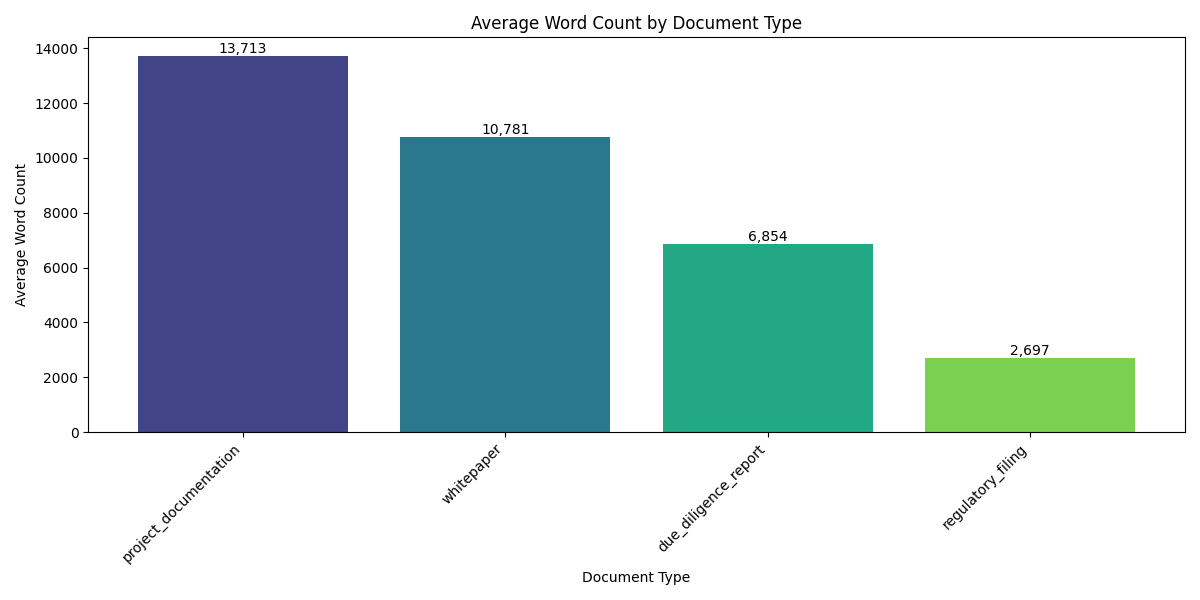 Average Word Count by Document Type
Average Word Count
14000
12000
10000
8000
6000
4000
2000
0
13,713
10,781
6,854
2,697
project_documentation
whitepaper
due_diligence_report
regulatory_filing
Document Type